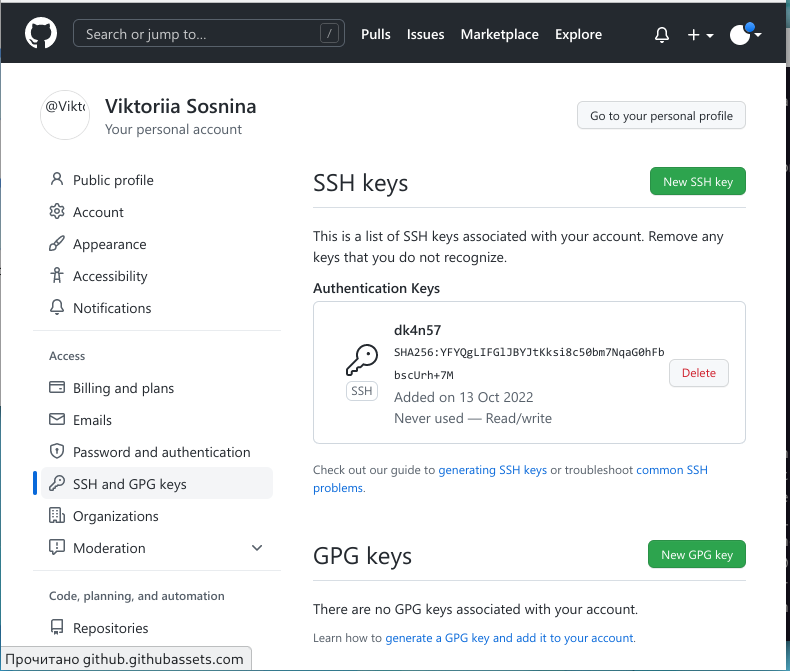 Search or jump to... /
Pulls Issues Marketplace Explore
@Vikto
Viktoriia Sosnina
Your personal account
Go to your personal profile
Public profile
Account
Appearance
Accessibility
Notifications
Access
Billing and plans
Emails
Password and authentication
SSH and GPG keys
Organizations
Moderation
Code, planning, and automation
Repositories
SSH keys
New SSH key
This is a list of SSH keys associated with your account. Remove any
keys that you do not recognize.
Authentication Keys
dk4n57
SHA256:YFYQgLIFGlJBYJtKksi8c50bm7NqaG0hFb
bscUrh+7M
Added on 13 Oct 2022
Never used — Read/write
SSH
Delete
Check out our guide to generating SSH keys or troubleshoot common SSH
problems.
GPG keys
New GPG key
There are no GPG keys associated with your account.
Learn how to generate a GPG key and add it to your account.
Прочитано github.githubassets.com